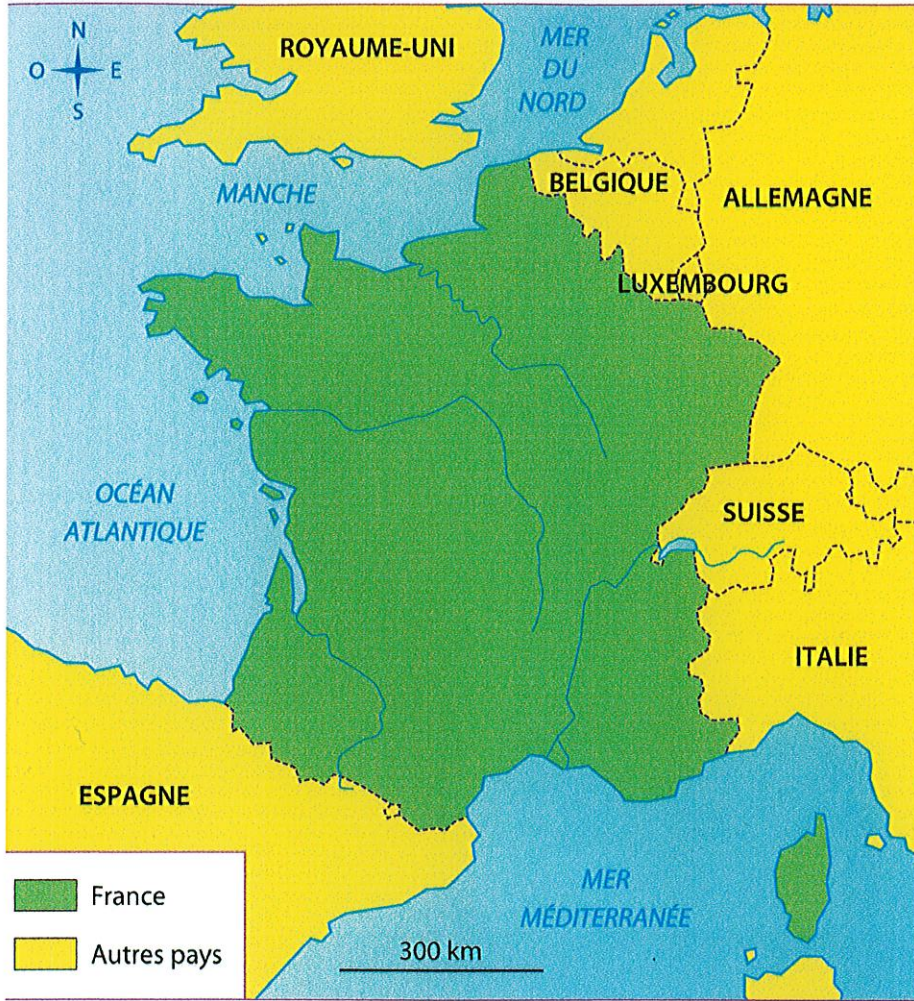 N
O E
S
ROYAUME-UNI
MER
DU
NORD
MANCHE
BELGIQUE
ALLEMAGNE
LUXEMBOURG
OCÉAN
ATLANTIQUE
SUISSE
ITALIE
ESPAGNE
MER
MÉDITERRANÉE
France
Autres pays
300 km